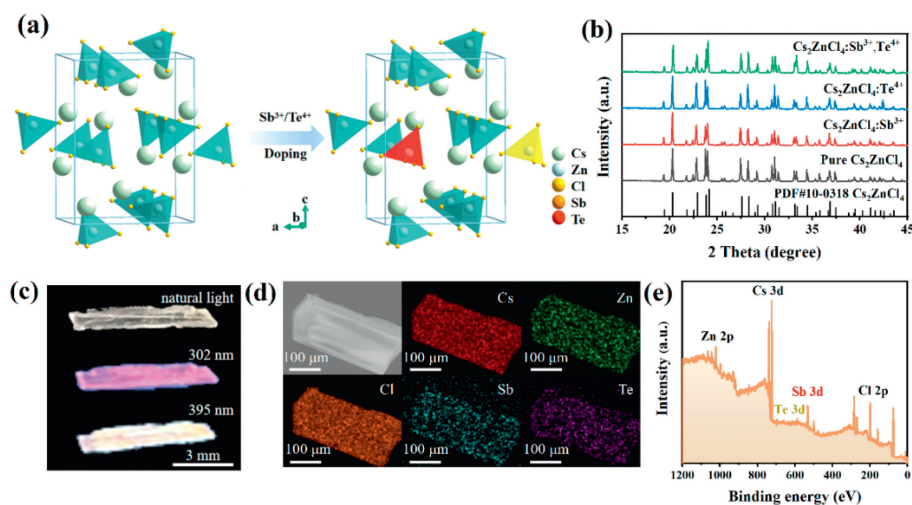 (a)
Sb³⁺/Te⁴⁺
Doping
c
b
a
Cs
Zn
Cl
Sb
Te
(b)
Intensity (a.u.)
Cs₂ZnCl₄:Sb³⁺,Te⁴⁺
Cs₂ZnCl₄:Te⁴⁺
Cs₂ZnCl₄:Sb³⁺
Pure Cs₂ZnCl₄
PDF#10-0318 Cs₂ZnCl₄
15 20 25 30 35 40 45
2 Theta (degree)
(c)
natural light
302 nm
395 nm
3 mm
(d)
Cs
Zn
100 μm
100 μm
100 μm
Cl
Sb
Te
100 μm
100 μm
100 μm
(e)
Intensity (a.u.)
Cs 3d
Zn 2p
Sb 3d
Te 3d
Cl 2p
1200 1000 800 600 400 200 0
Binding energy (eV)